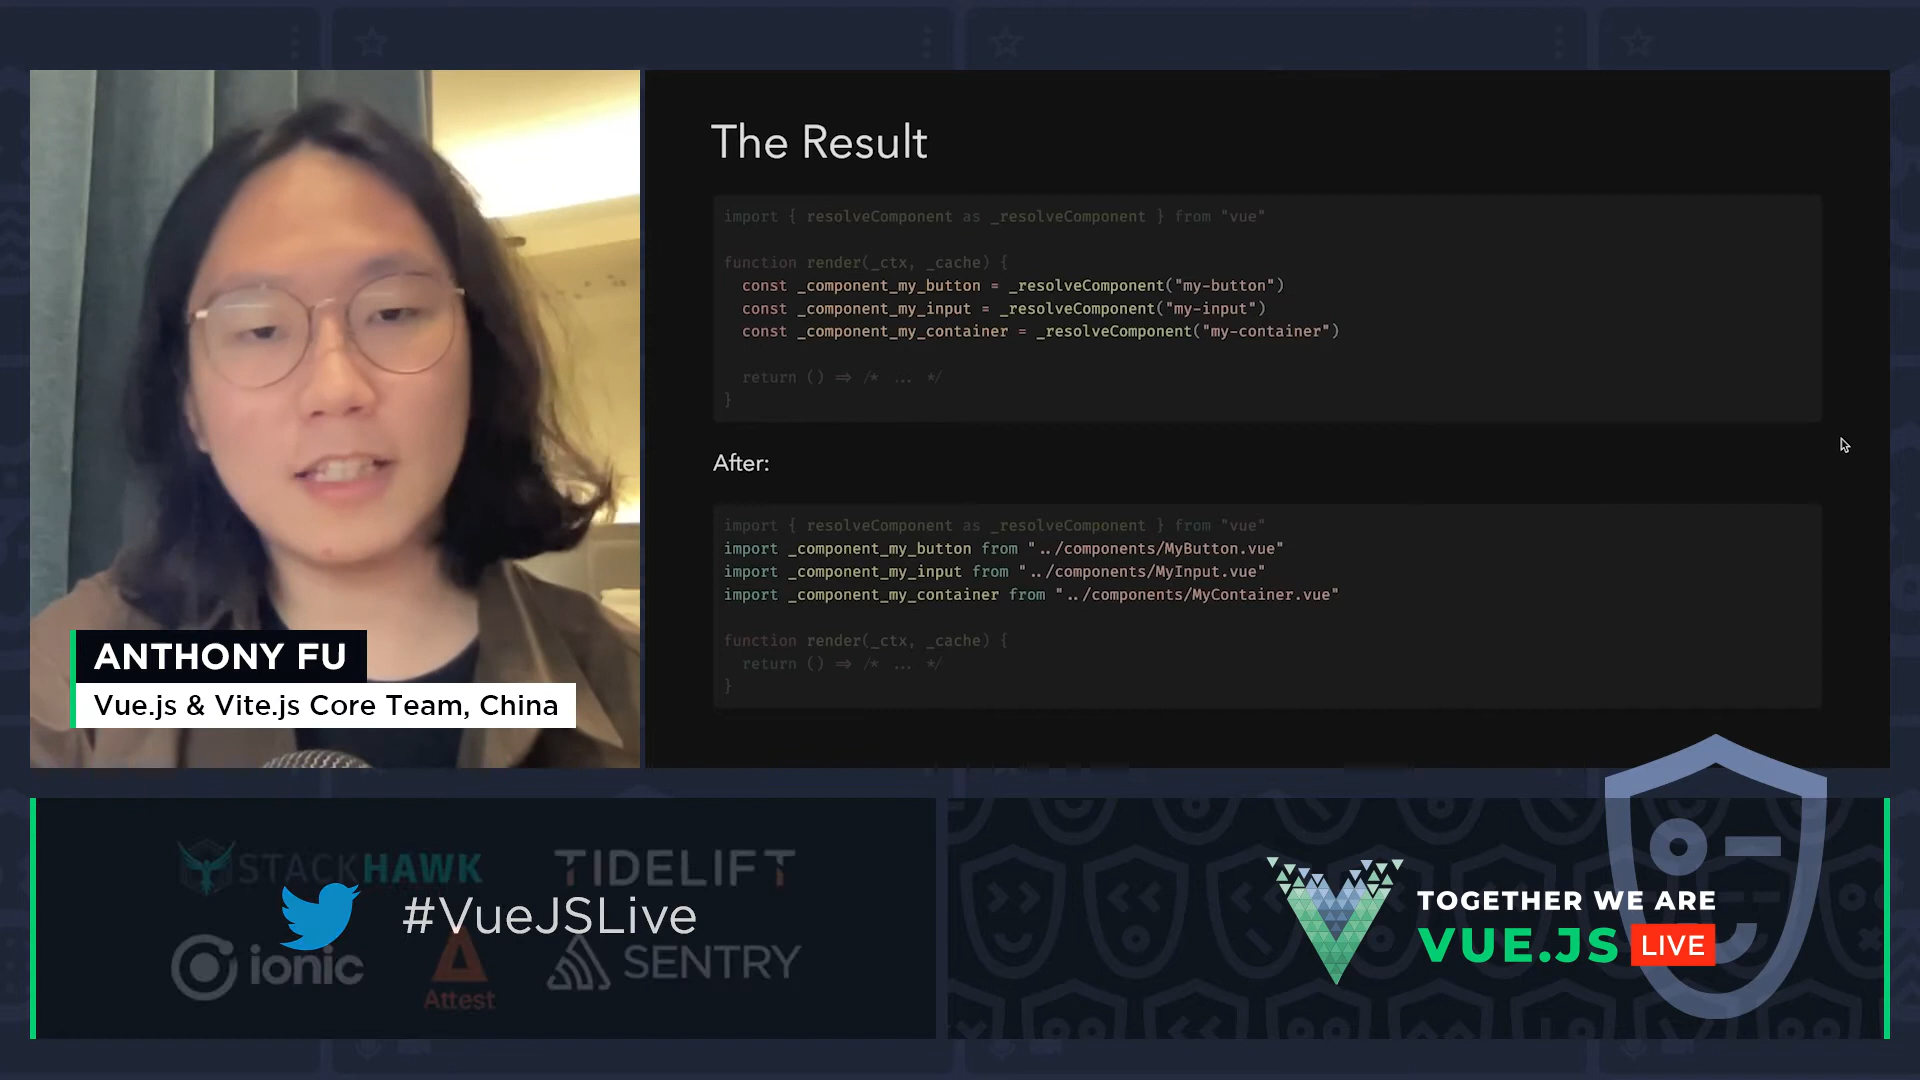 ANTHONY FU
Vue.js & Vite.js Core Team, China
The Result
import { resolveComponent as _resolveComponent } from "vue"
function render(_ctx, _cache) {
const _component_my_button = _resolveComponent("my-button")
const _component_my_input = _resolveComponent("my-input")
const _component_my_container = _resolveComponent("my-container")
return () => /* ... */
}
After:
import { resolveComponent as _resolveComponent } from "vue"
import _component_my_button from "../components/MyButton.vue"
import _component_my_input from "../components/MyInput.vue"
import _component_my_container from "../components/MyContainer.vue"
function render(_ctx, _cache) {
return () => /* ... */
}
STACKHAWK
TIDELIFT
#VueJSLive
ionic
Attest
SENTRY
TOGETHER WE ARE
VUE.JS LIVE